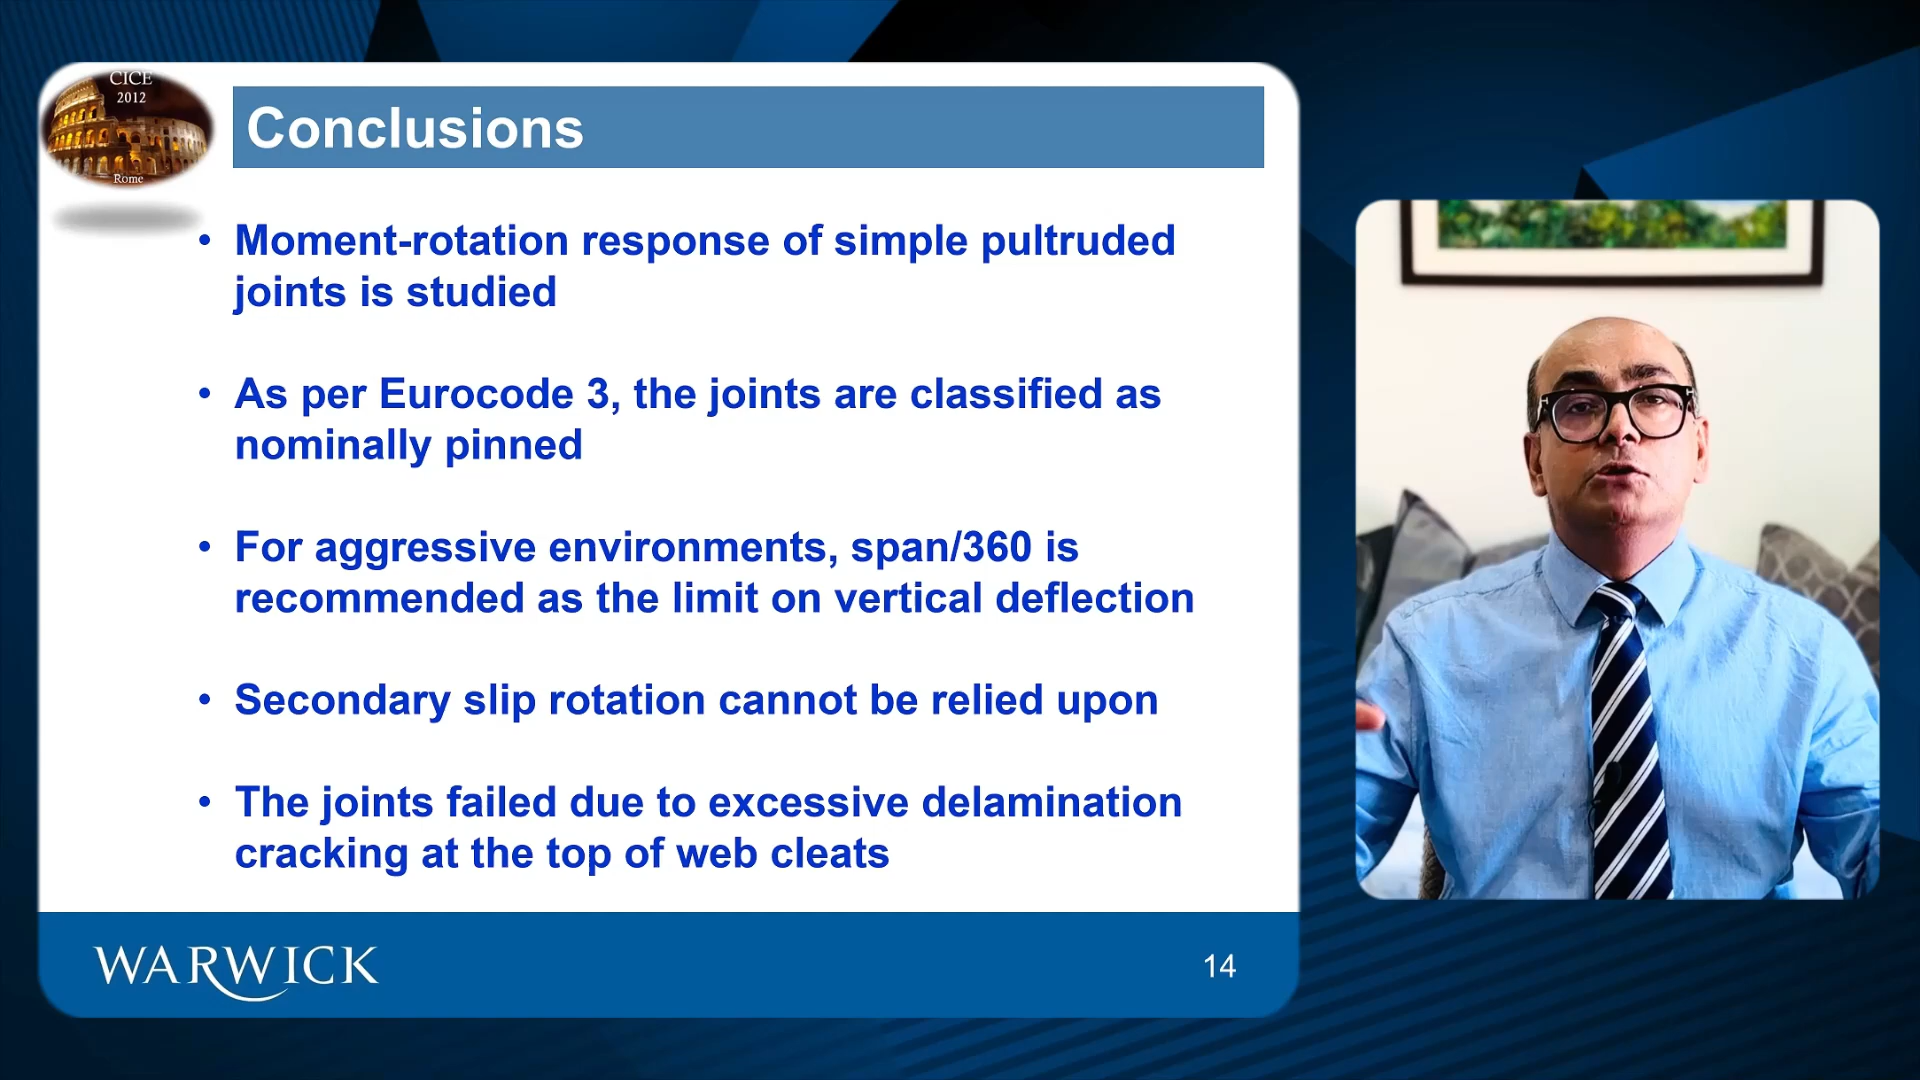 CICE
2012
Rome
Conclusions
• Moment-rotation response of simple pultruded
joints is studied
• As per Eurocode 3, the joints are classified as
nominally pinned
• For aggressive environments, span/360 is
recommended as the limit on vertical deflection
• Secondary slip rotation cannot be relied upon
• The joints failed due to excessive delamination
cracking at the top of web cleats
WARWICK
14